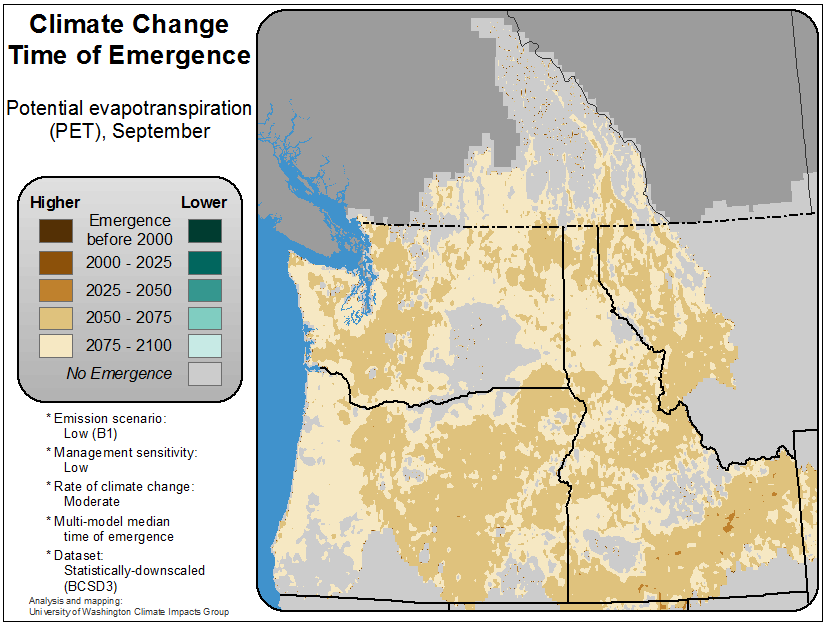 Climate Change
Time of Emergence
Potential evapotranspiration
(PET), September
Higher
Lower
Emergence
before 2000
2000 - 2025
2025 - 2050
2050 - 2075
2075 - 2100
No Emergence
* Emission scenario:
Low (B1)
* Management sensitivity:
Low
* Rate of climate change:
Moderate
* Multi-model median
time of emergence
* Dataset:
Statistically-downscaled
(BCSD3)
Analysis and mapping:
University of Washington Climate Impacts Group